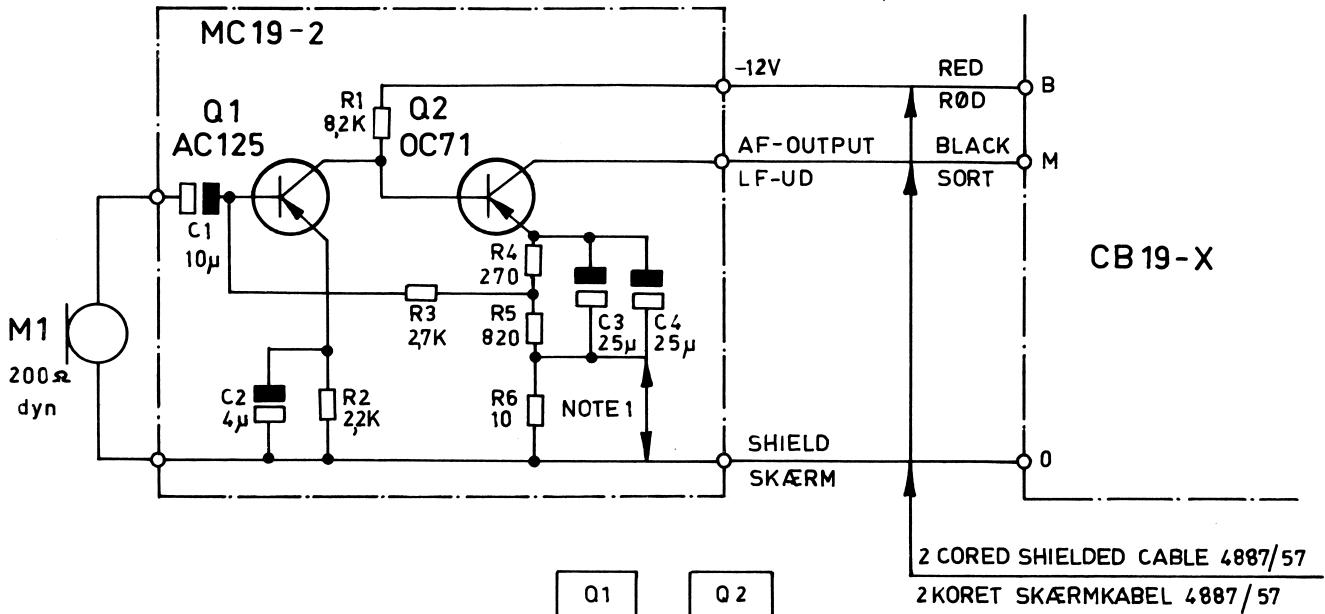 MC19-2
-12V
RED
B
RØD
Q1
AC125
R1
8,2K
Q2
OC71
AF-OUTPUT
BLACK
M
LF-UD
SORT
C1
10µ
R4
270
CB19-X
M1
200Ω
dyn
R3
2,7K
R5
820
C3
25µ
C4
25µ
C2
4µ
R2
2,2K
R6
10
NOTE 1
SHIELD
0
SKÆRM
2 CORED SHIELDED CABLE 4887/57
2 KORET SKÆRMKABEL 4887/57
Q1
Q2